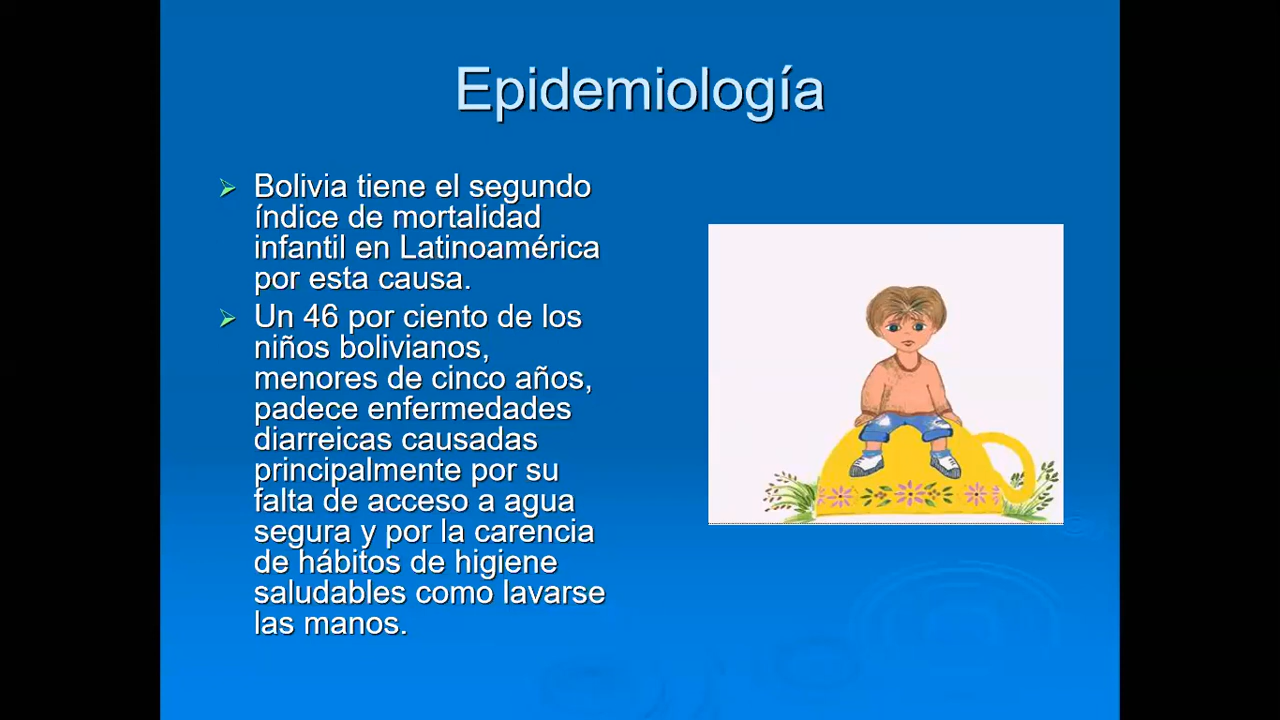 Epidemiología
Bolivia tiene el segundo
índice de mortalidad
infantil en Latinoamérica
por esta causa.
Un 46 por ciento de los
niños bolivianos,
menores de cinco años,
padece enfermedades
diarreicas causadas
principalmente por su
falta de acceso a agua
segura y por la carencia
de hábitos de higiene
saludables como lavarse
las manos.